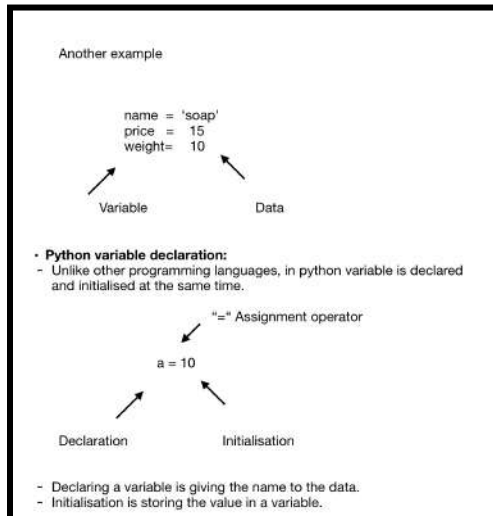 Another example
name = 'soap'
price = 15
weight= 10
Variable Data
· Python variable declaration:
- Unlike other programming languages, in python variable is declared
and initialised at the same time.
"=" Assignment operator
a = 10
Declaration Initialisation
- Declaring a variable is giving the name to the data.
- Initialisation is storing the value in a variable.